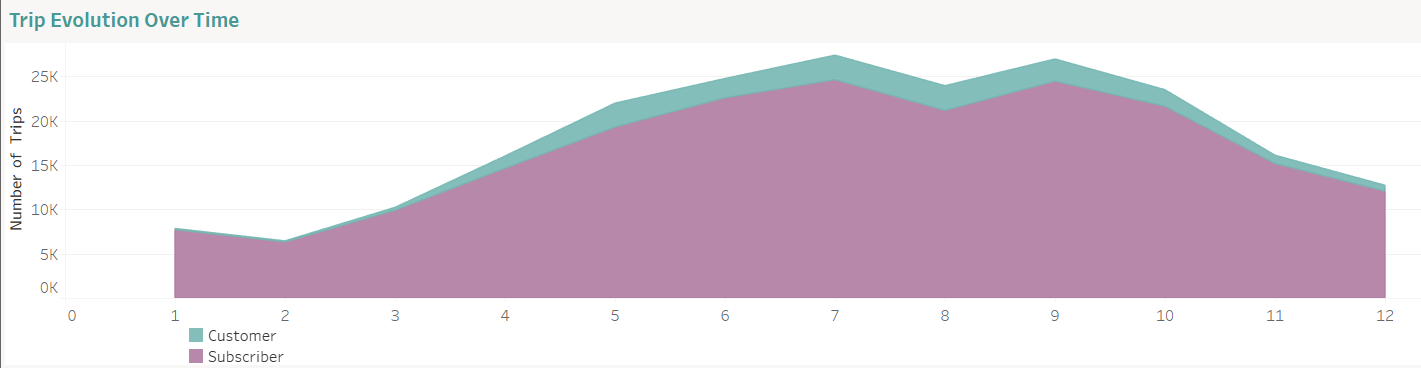 Trip Evolution Over Time
Number of Trips
25K
20K
15K
10K
5K
0K
0 1 2 3 4 5 6 7 8 9 10 11 12
Customer
Subscriber